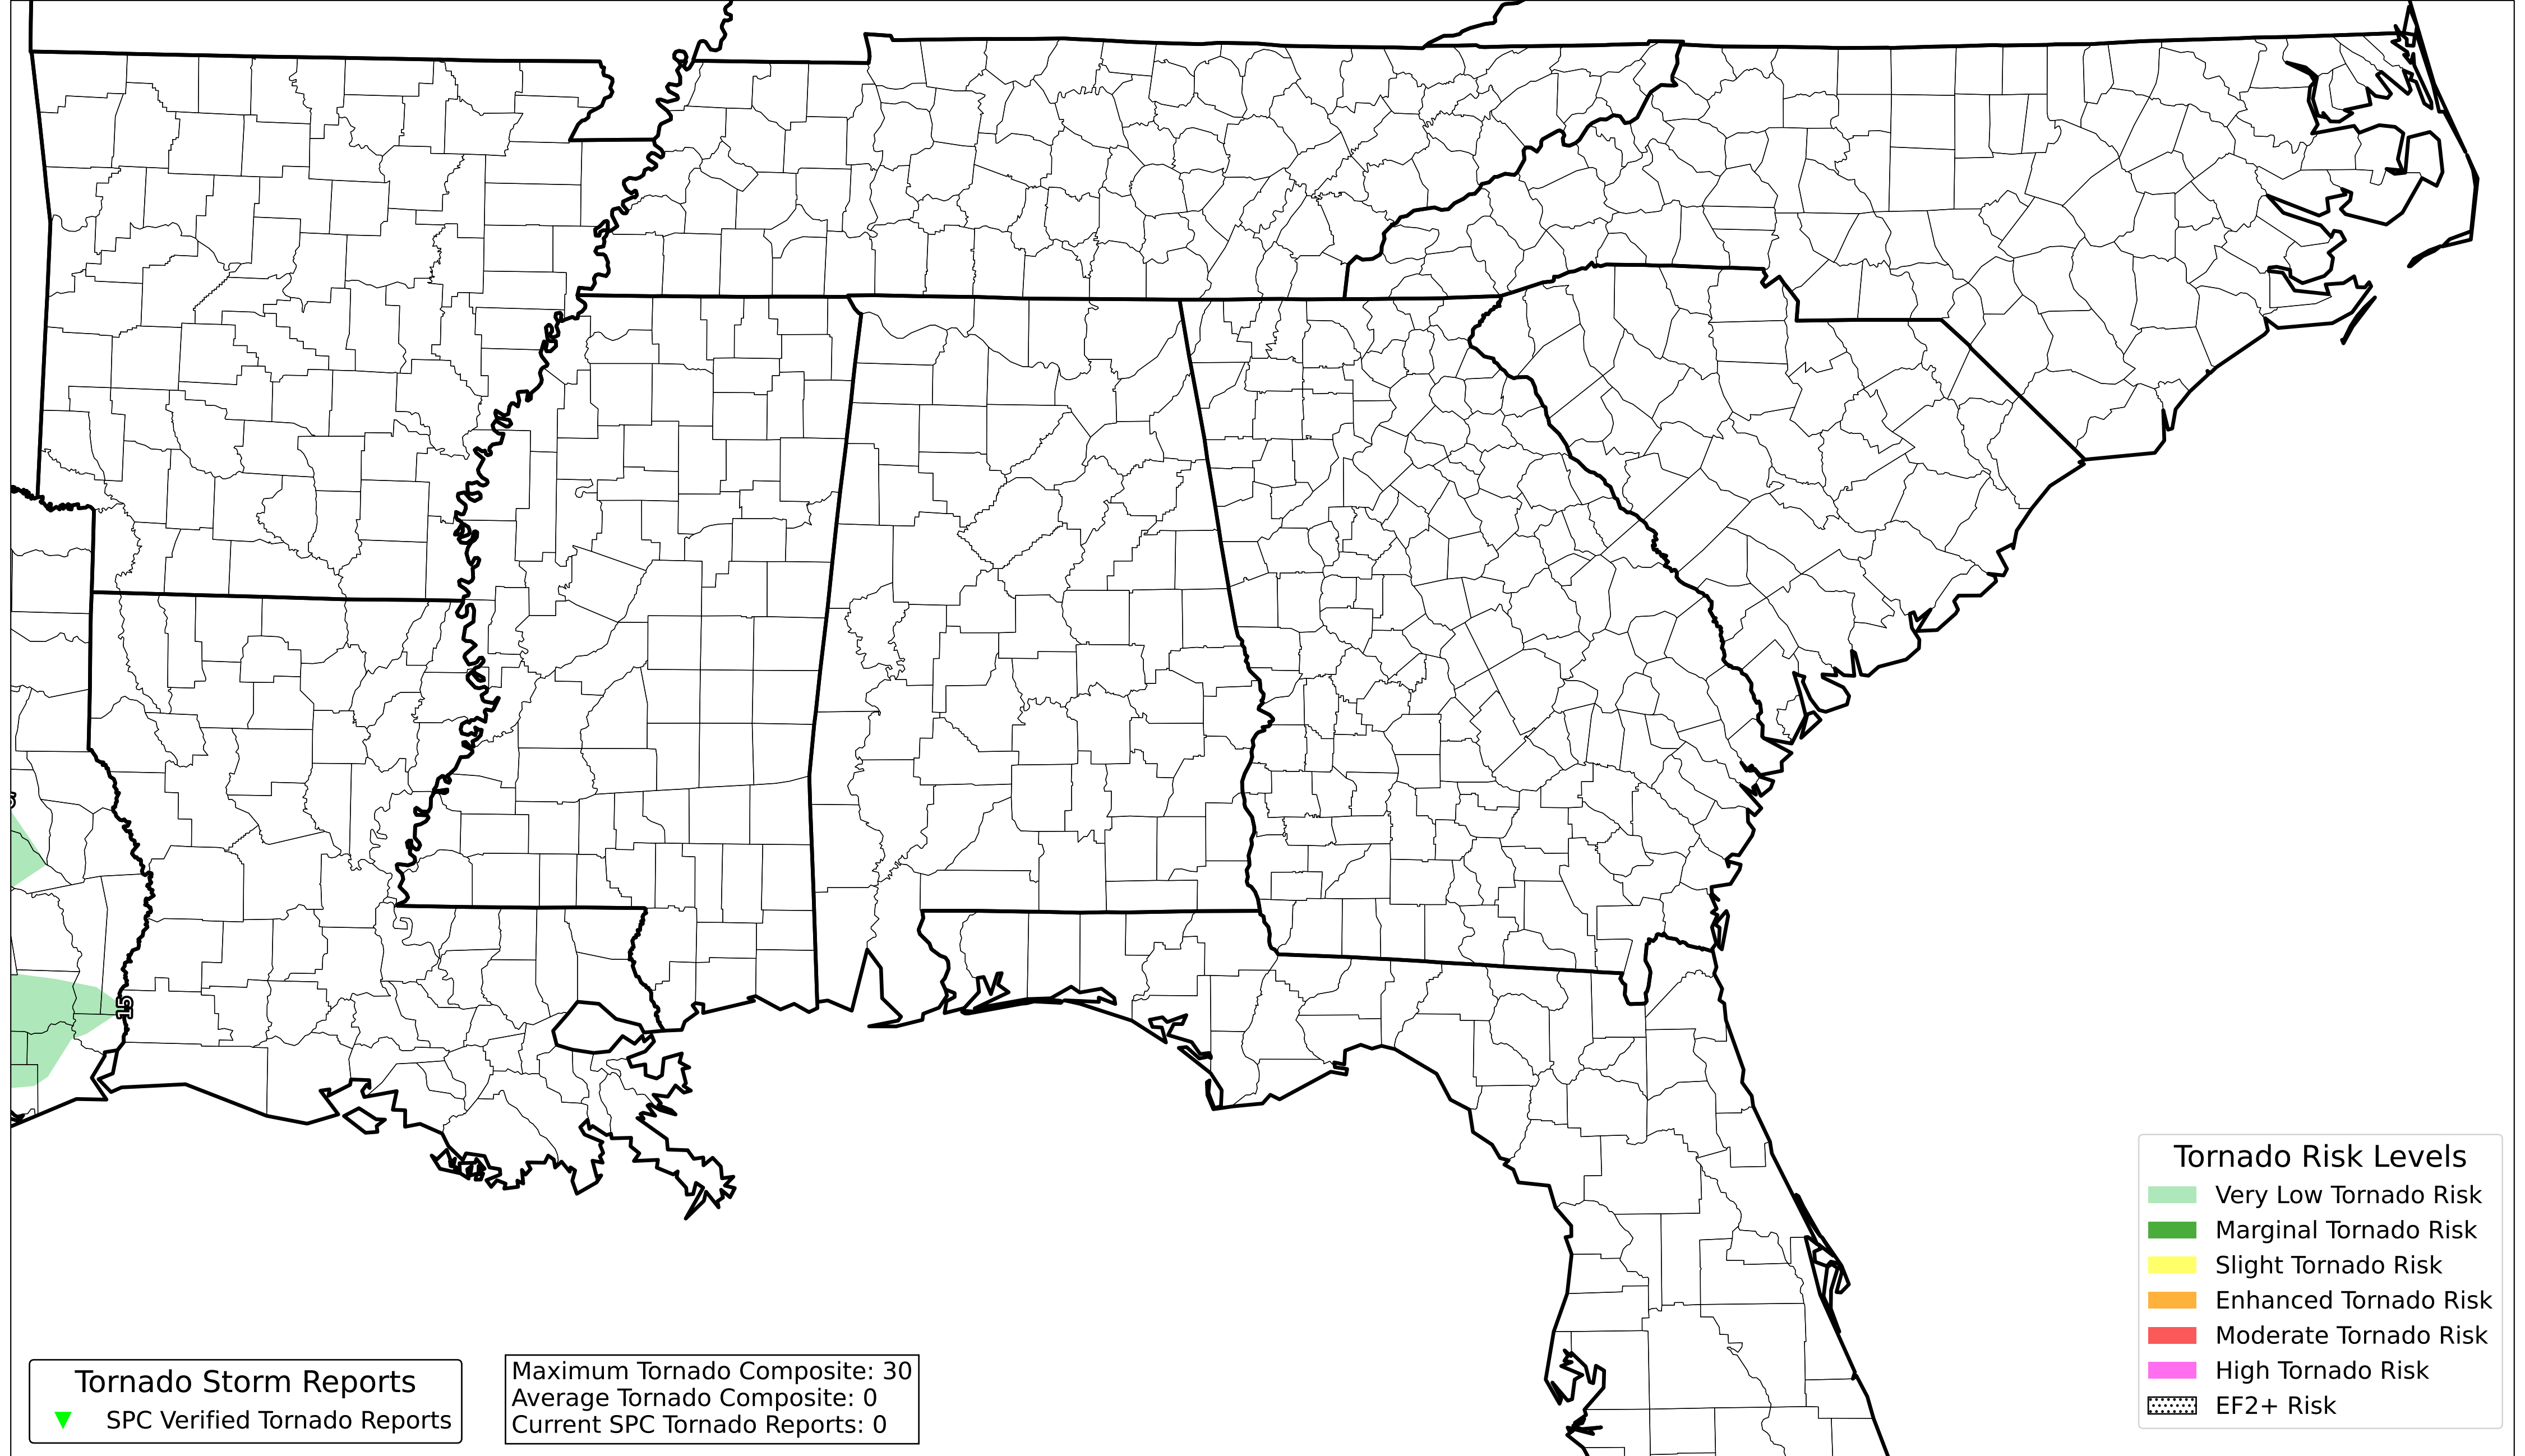 15
Tornado Risk Levels
Very Low Tornado Risk
Marginal Tornado Risk
Slight Tornado Risk
Enhanced Tornado Risk
Moderate Tornado Risk
High Tornado Risk
EF2+ Risk
Tornado Storm Reports
SPC Verified Tornado Reports
Maximum Tornado Composite: 30
Average Tornado Composite: 0
Current SPC Tornado Reports: 0